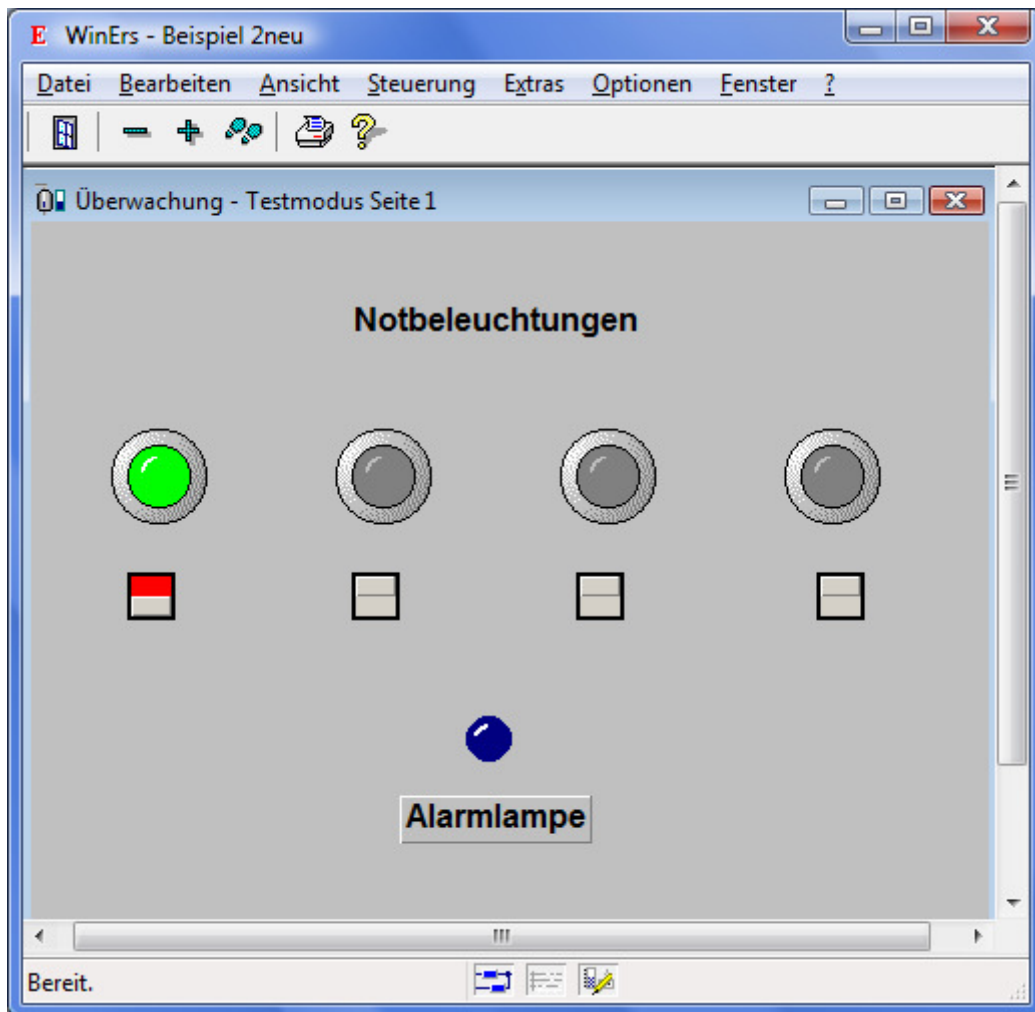 E WinErs - Beispiel 2neu
Datei Bearbeiten Ansicht Steuerung Extras Optionen Fenster ?
Überwachung - Testmodus Seite 1
Notbeleuchtungen
Alarmlampe
Bereit.